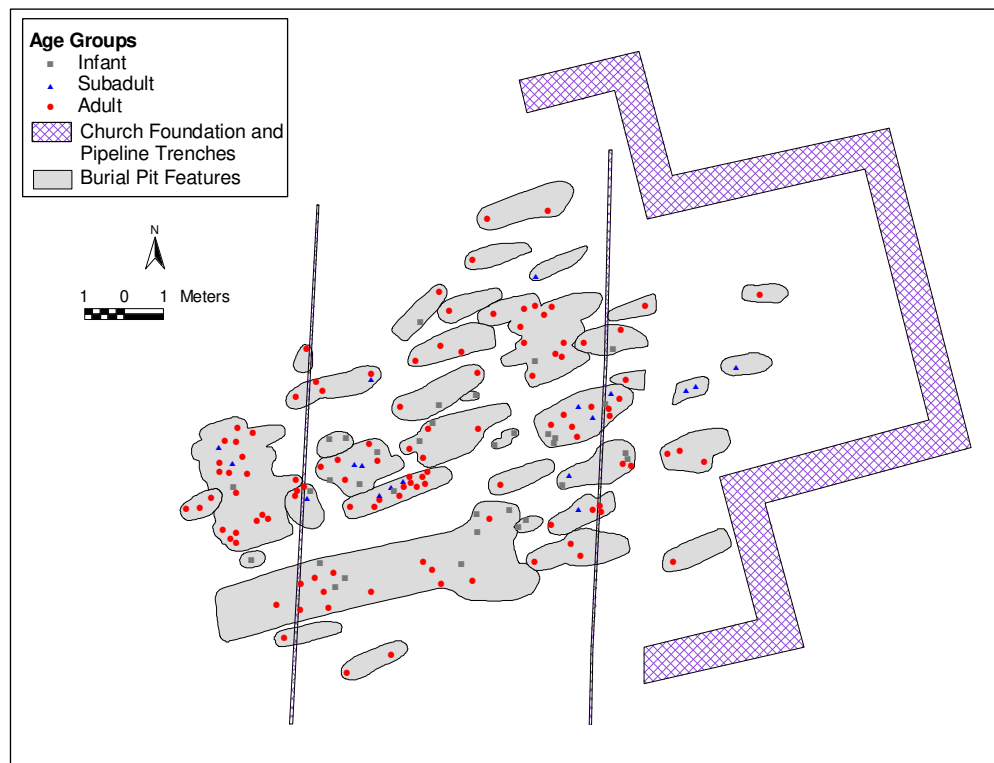 Age Groups
Infant
Subadult
Adult
Church Foundation and
Pipeline Trenches
Burial Pit Features
N
1 0 1 Meters